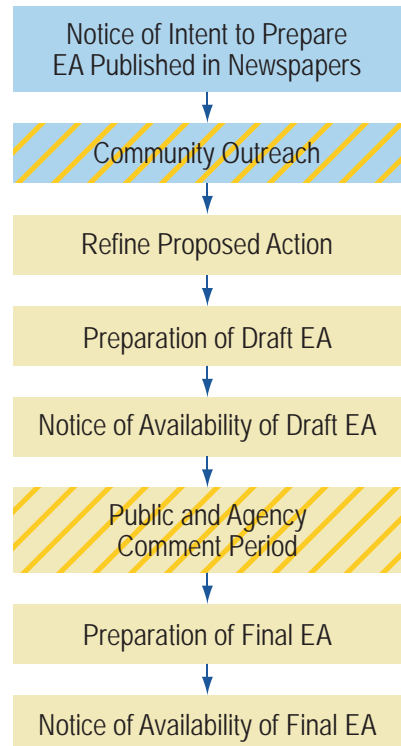 Notice of Intent to Prepare
EA Published in Newspapers
Community Outreach
Refine Proposed Action
Preparation of Draft EA
Notice of Availability of Draft EA
Public and Agency
Comment Period
Preparation of Final EA
Notice of Availability of Final EA